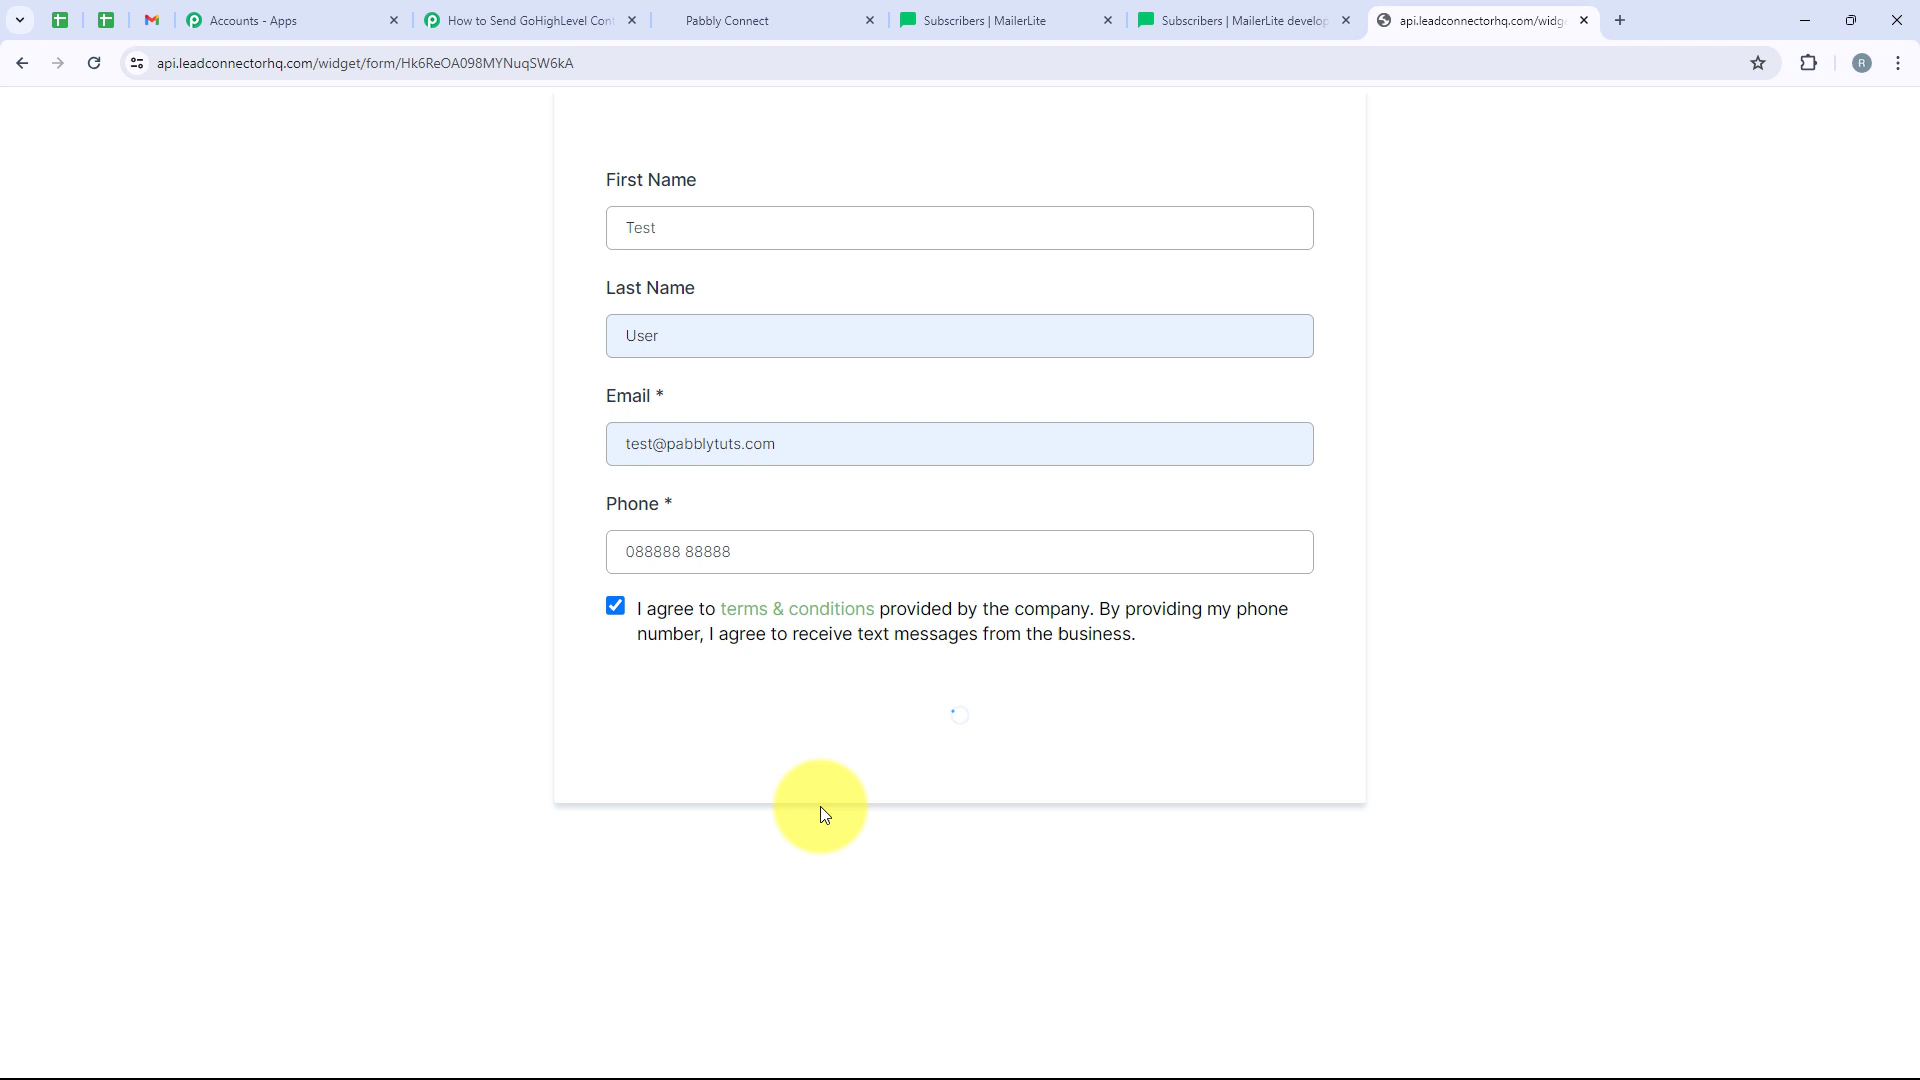 Accounts - Apps
How to Send GoHighLevel Cont
Pabbly Connect
Subscribers | MailerLite
Subscribers | MailerLite develop
api.leadconnectorhq.com/widg
api.leadconnectorhq.com/widget/form/Hk6ReOA098MYNuqSW6kA
R
First Name
Test
Last Name
User
Email *
test@pabblytuts.com
Phone *
088888 88888
I agree to terms & conditions provided by the company. By providing my phone
number, I agree to receive text messages from the business.